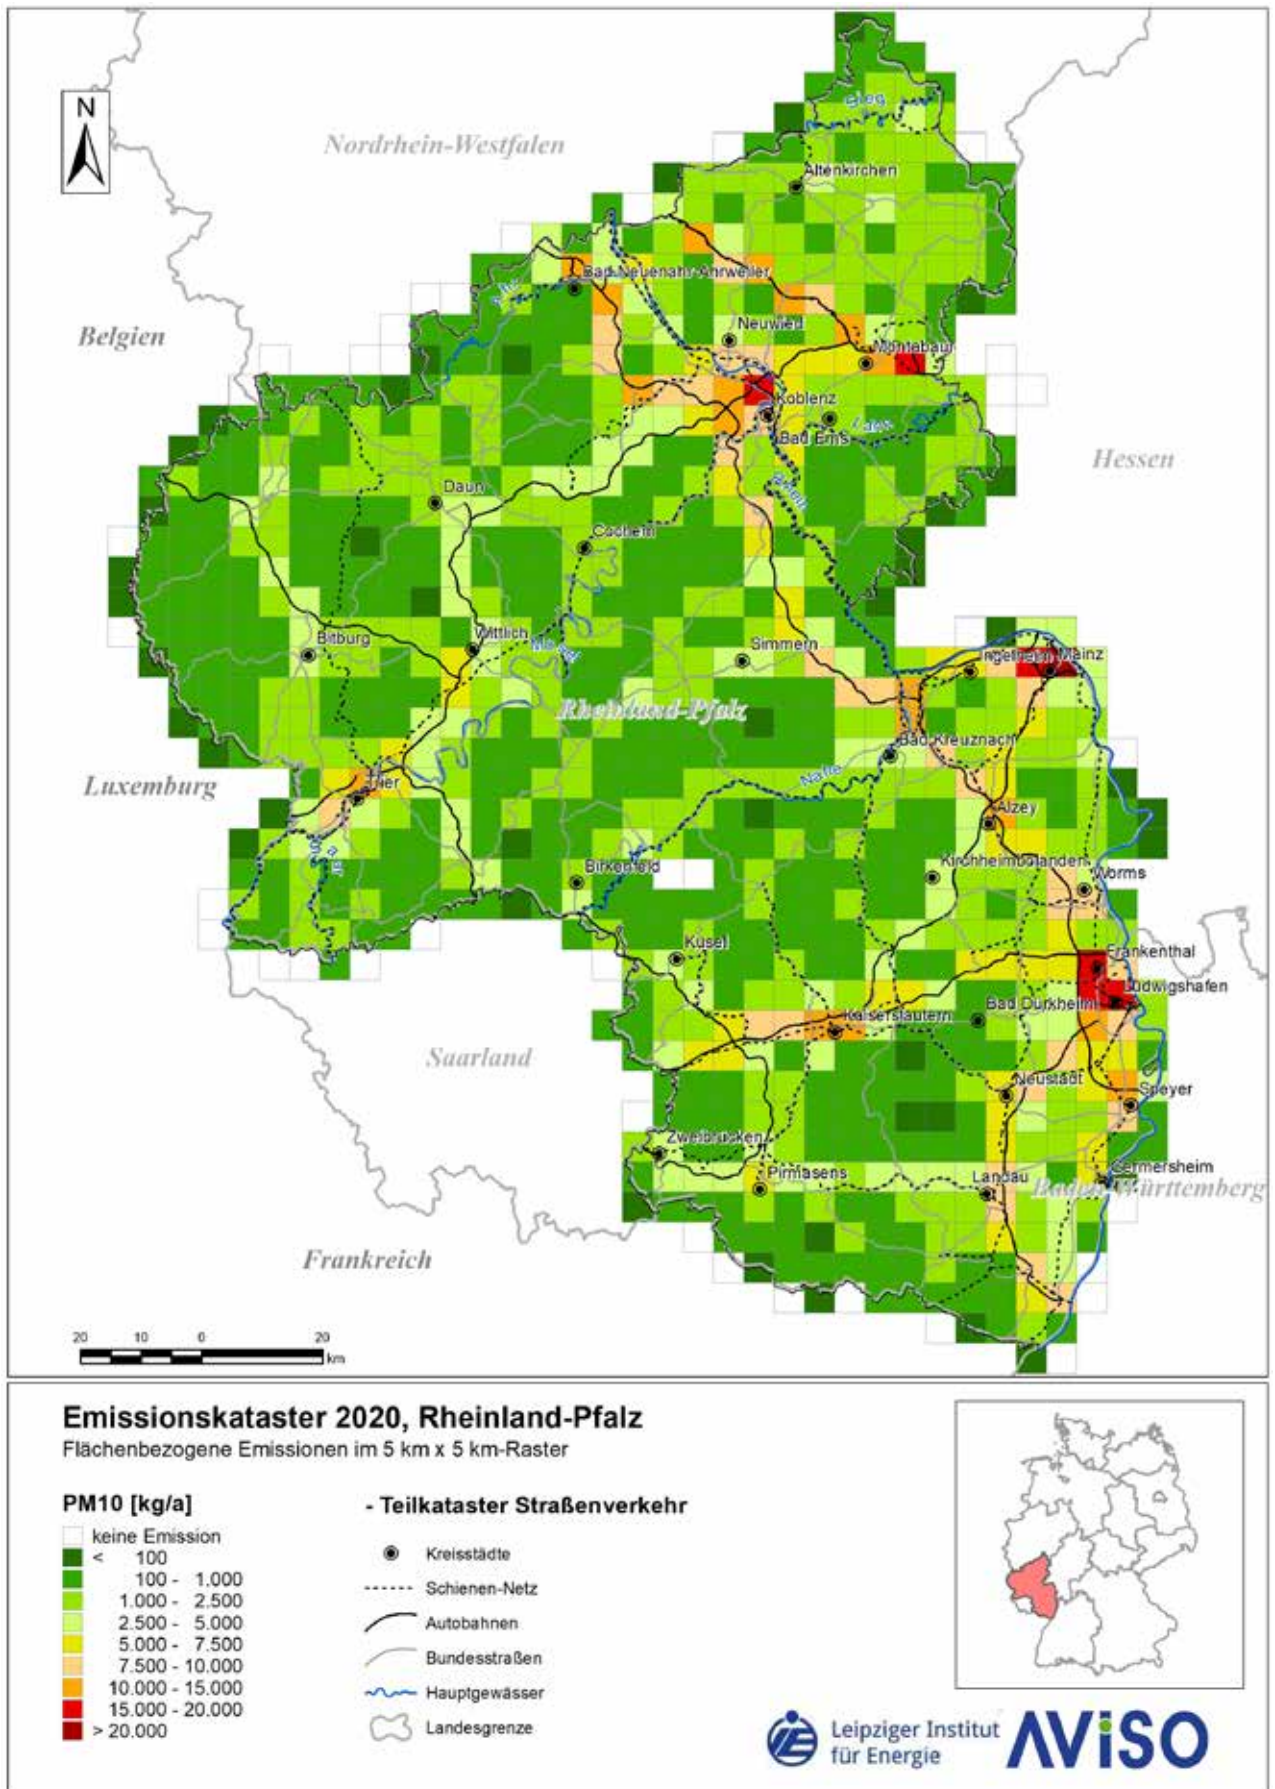 N
Nordrhein-Westfalen
Sieg
Altenkirchen
Bad Neuenahr-Ahrweiler
Ahr
Belgien
Neuwied
Montabaur
Koblenz
Lahn
Bad Ems
Hessen
Rhein
Daun
Cochem
Bitburg
Wittlich
Mosel
Simmern
Ingelheim
Mainz
Rheinland-Pfalz
Bad Kreuznach
Luxemburg
Trier
Nahe
Alzey
Saar
Birkenfeld
Kirchheimbolanden
Worms
Kusel
Frankenthal
Ludwigshafen
Kaiserslautern
Bad Dürkheim
Saarland
Neustadt
Speyer
Zweibrücken
Pirmasens
Landau
Germersheim
Baden-Württemberg
Frankreich
20 10 0 20
km
Emissionskataster 2020, Rheinland-Pfalz
Flächenbezogene Emissionen im 5 km x 5 km-Raster
PM10 [kg/a]
keine Emission
< 100
100 - 1.000
1.000 - 2.500
2.500 - 5.000
5.000 - 7.500
7.500 - 10.000
10.000 - 15.000
15.000 - 20.000
> 20.000
- Teilkataster Straßenverkehr
Kreisstädte
Schienen-Netz
Autobahnen
Bundesstraßen
Hauptgewässer
Landesgrenze
Leipziger Institut
für Energie
AViSO